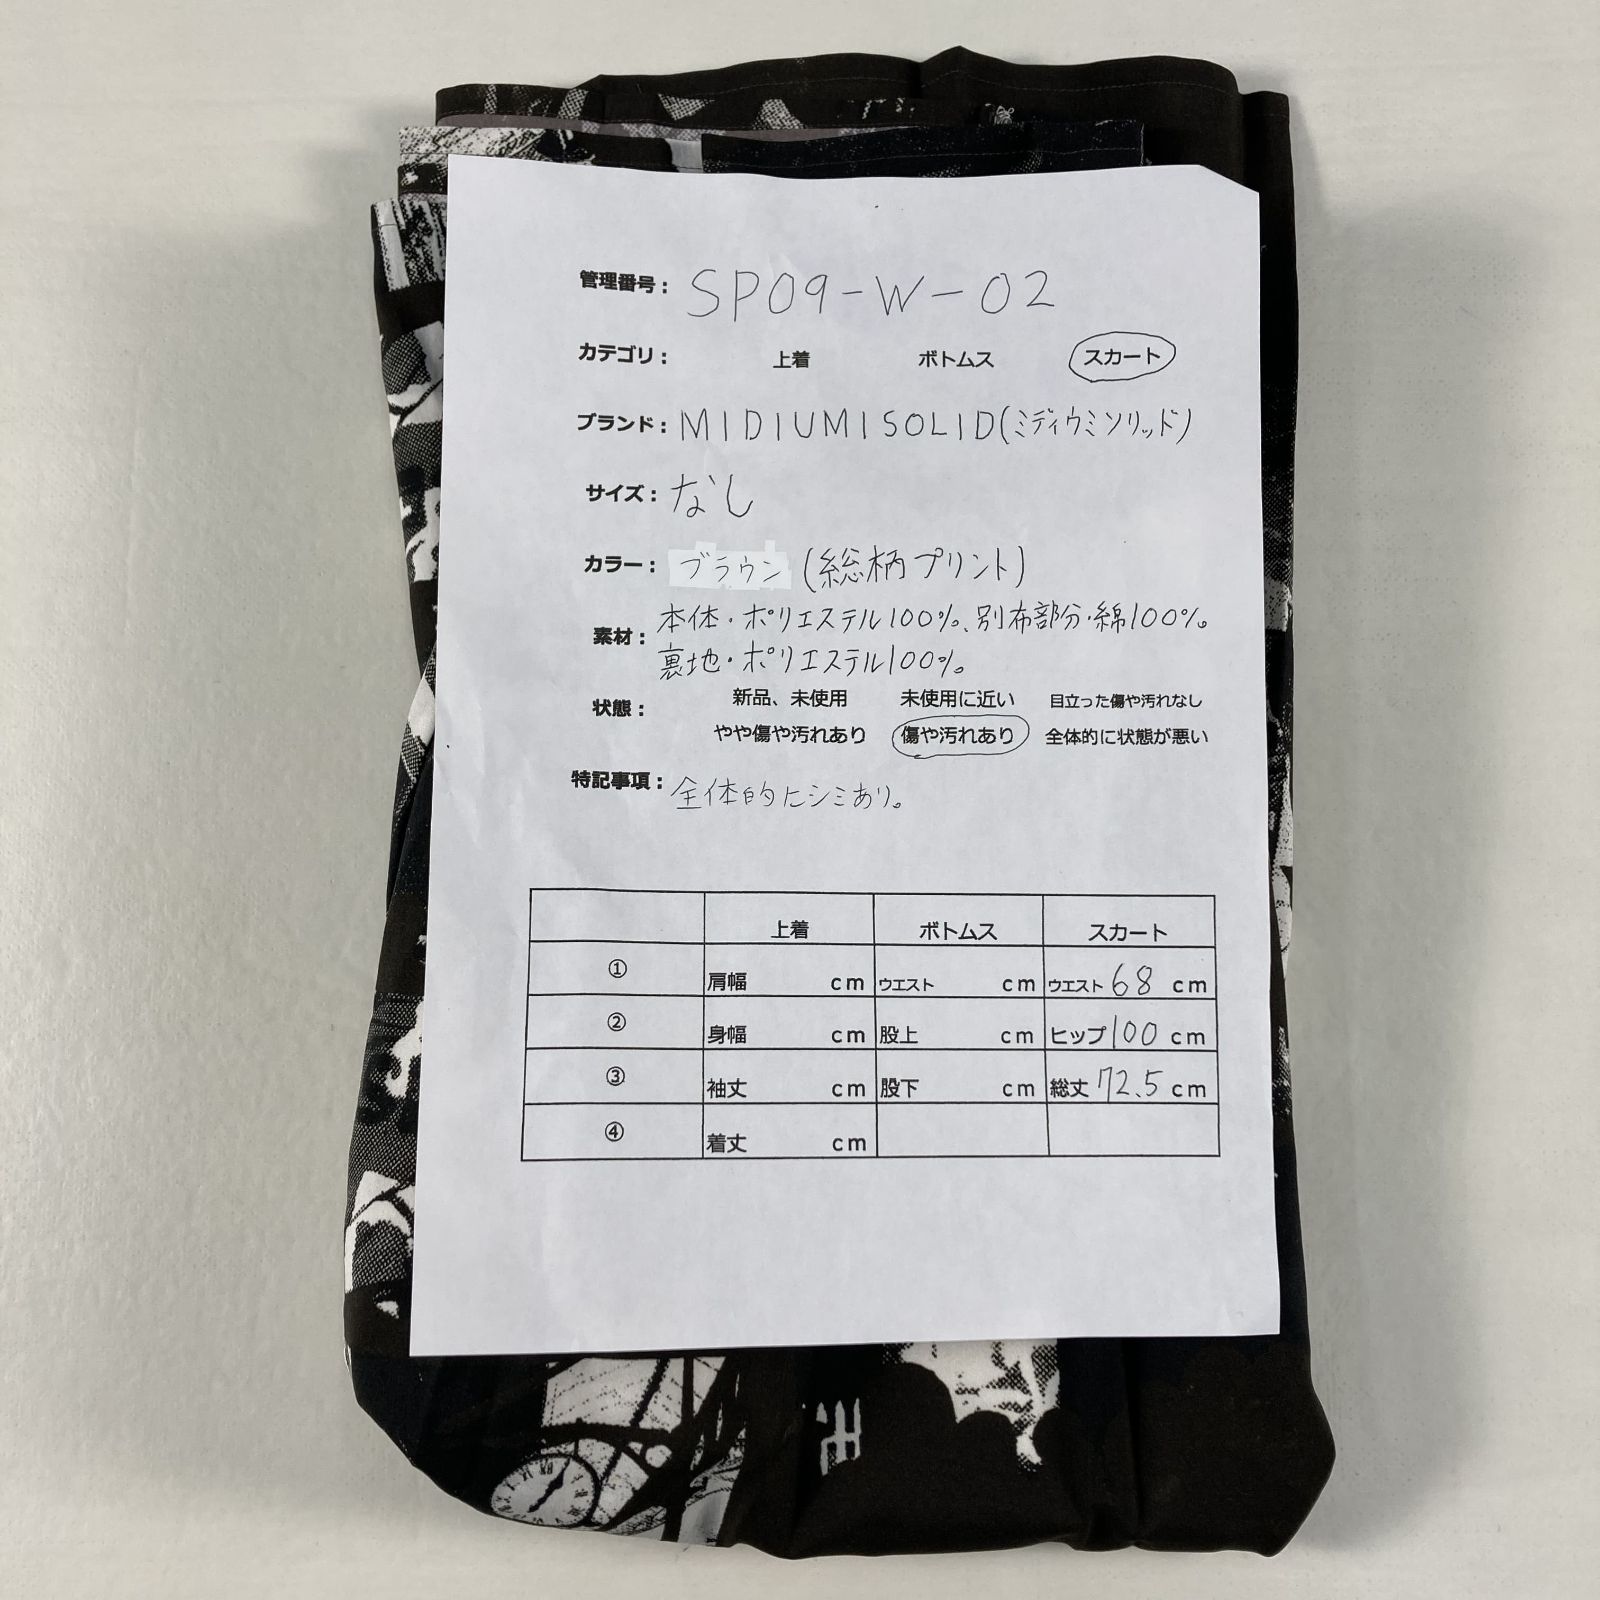 管理番号： SP09-W-02
カテゴリ： 上着 ボトムス スカート
ブランド： MIDIUMISOLID(ミディウミソリッド)
サイズ： なし
カラー： ブラウン (総柄プリント)
素材： 本体・ポリエステル100%、別布部分・綿100%。
裏地・ポリエステル100%。
状態： 新品、未使用 未使用に近い 目立った傷や汚れなし
やや傷や汚れあり 傷や汚れあり 全体的に状態が悪い
特記事項： 全体的にシミあり。
上着 ボトムス スカート
① 肩幅 cm ウエスト cm ウエスト 68 cm
② 身幅 cm 股上 cm ヒップ 100 cm
③ 袖丈 cm 股下 cm 総丈 72.5 cm
④ 着丈 cm